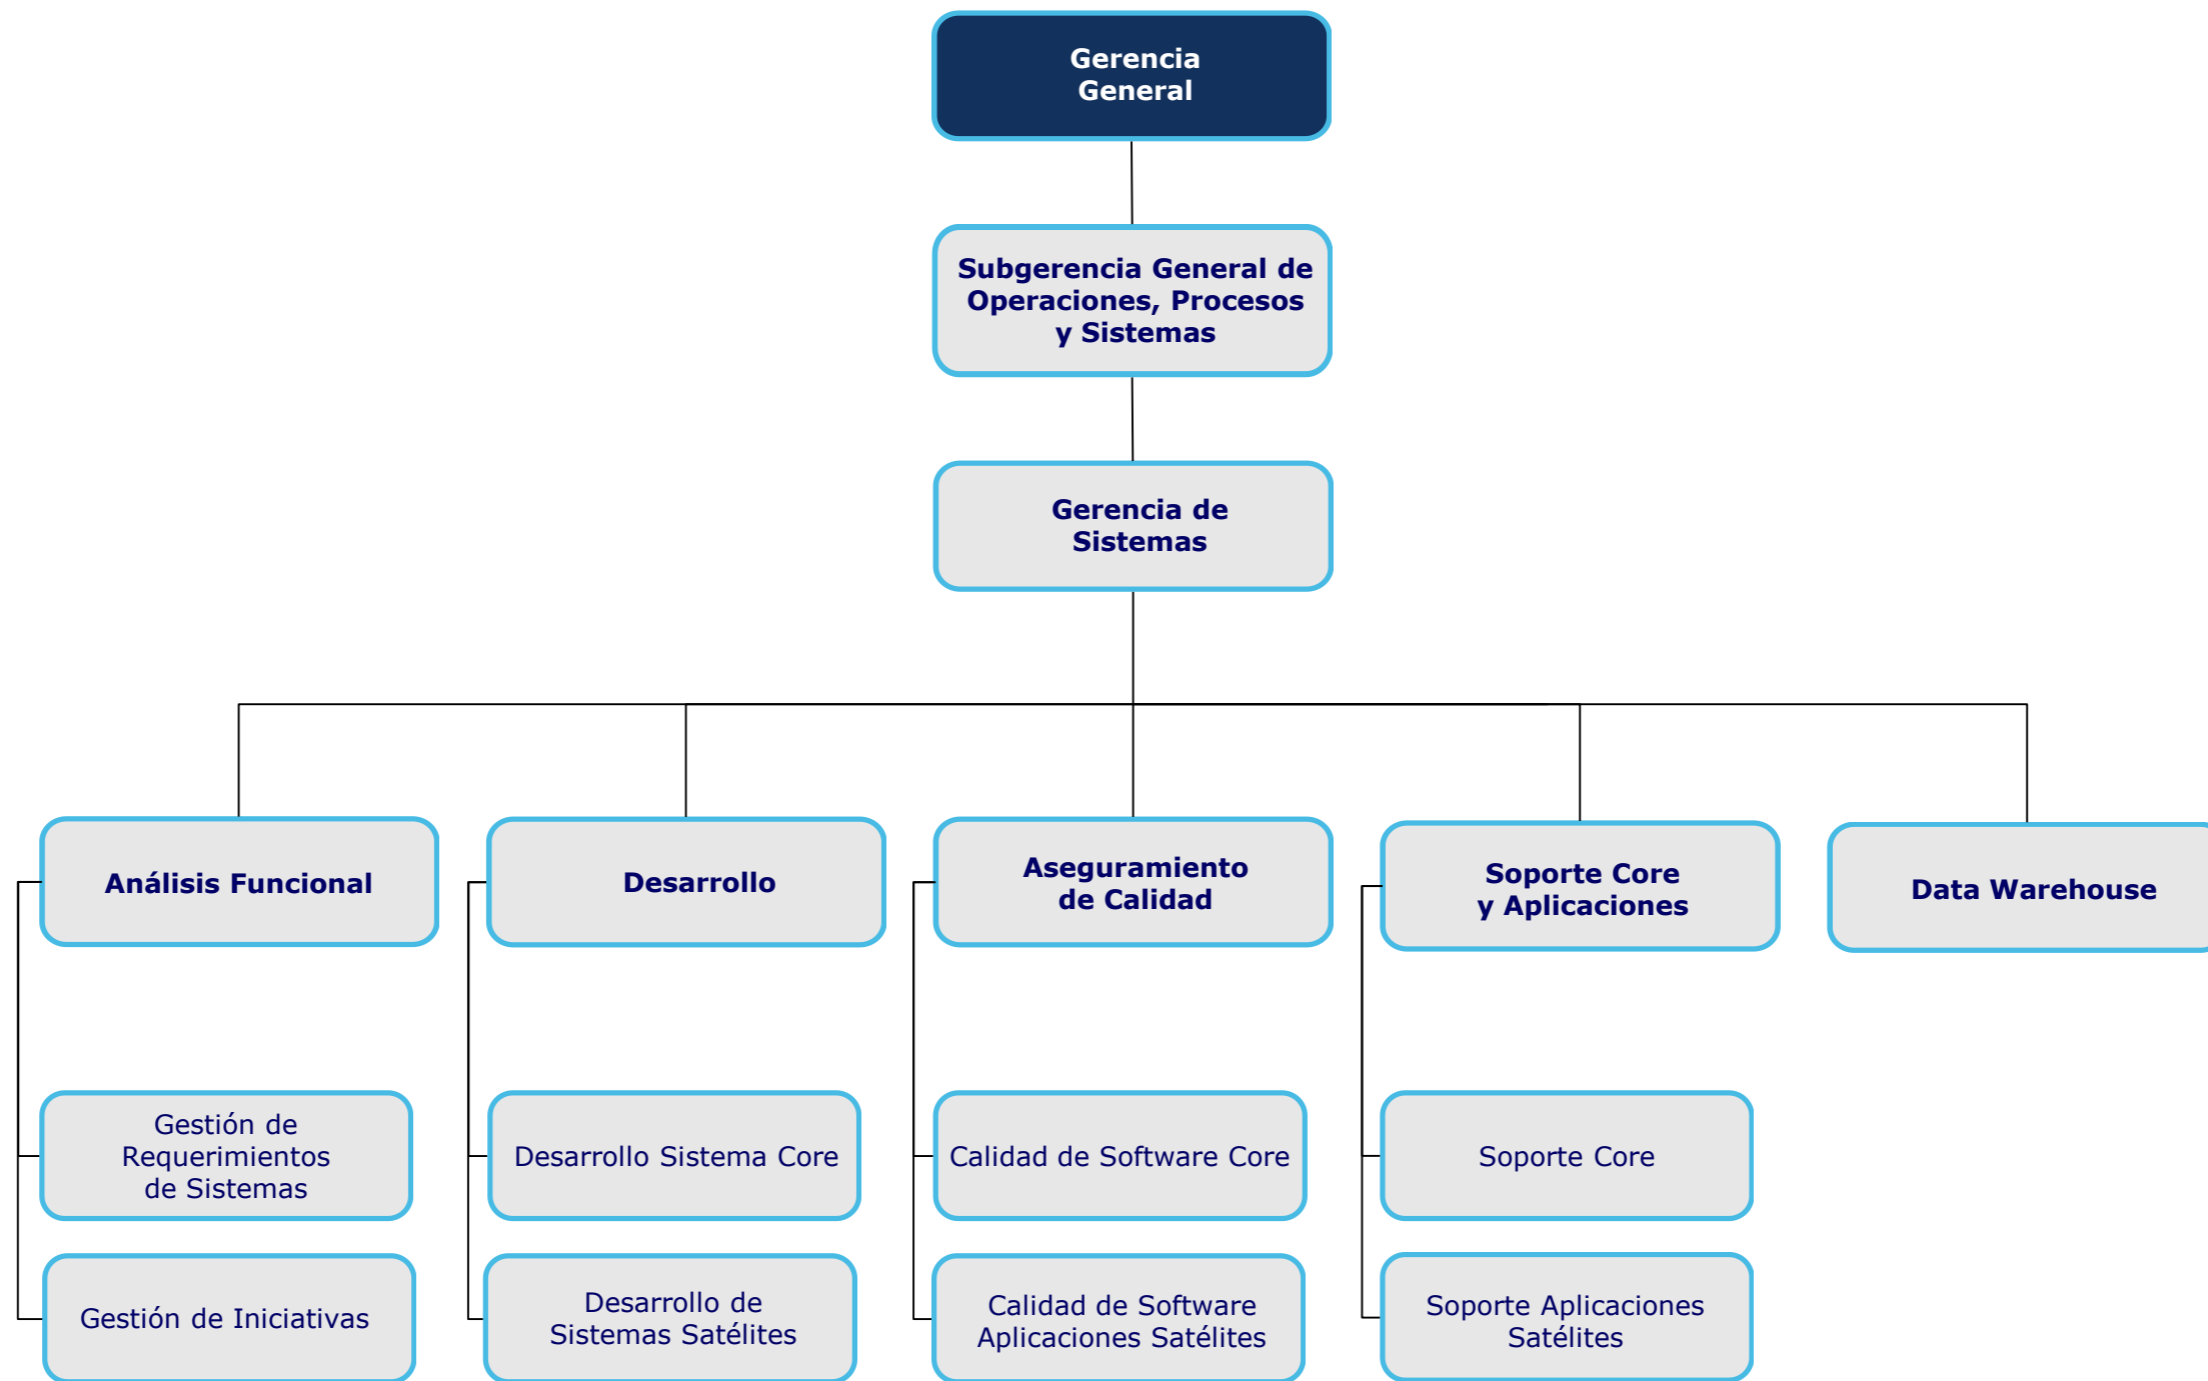 Gerencia
General
Subgerencia General de
Operaciones, Procesos
y Sistemas
Gerencia de
Sistemas
Análisis Funcional
Desarrollo
Aseguramiento
de Calidad
Soporte Core
y Aplicaciones
Data Warehouse
Gestión de
Requerimientos
de Sistemas
Desarrollo Sistema Core
Calidad de Software Core
Soporte Core
Gestión de Iniciativas
Desarrollo de
Sistemas Satélites
Calidad de Software
Aplicaciones Satélites
Soporte Aplicaciones
Satélites